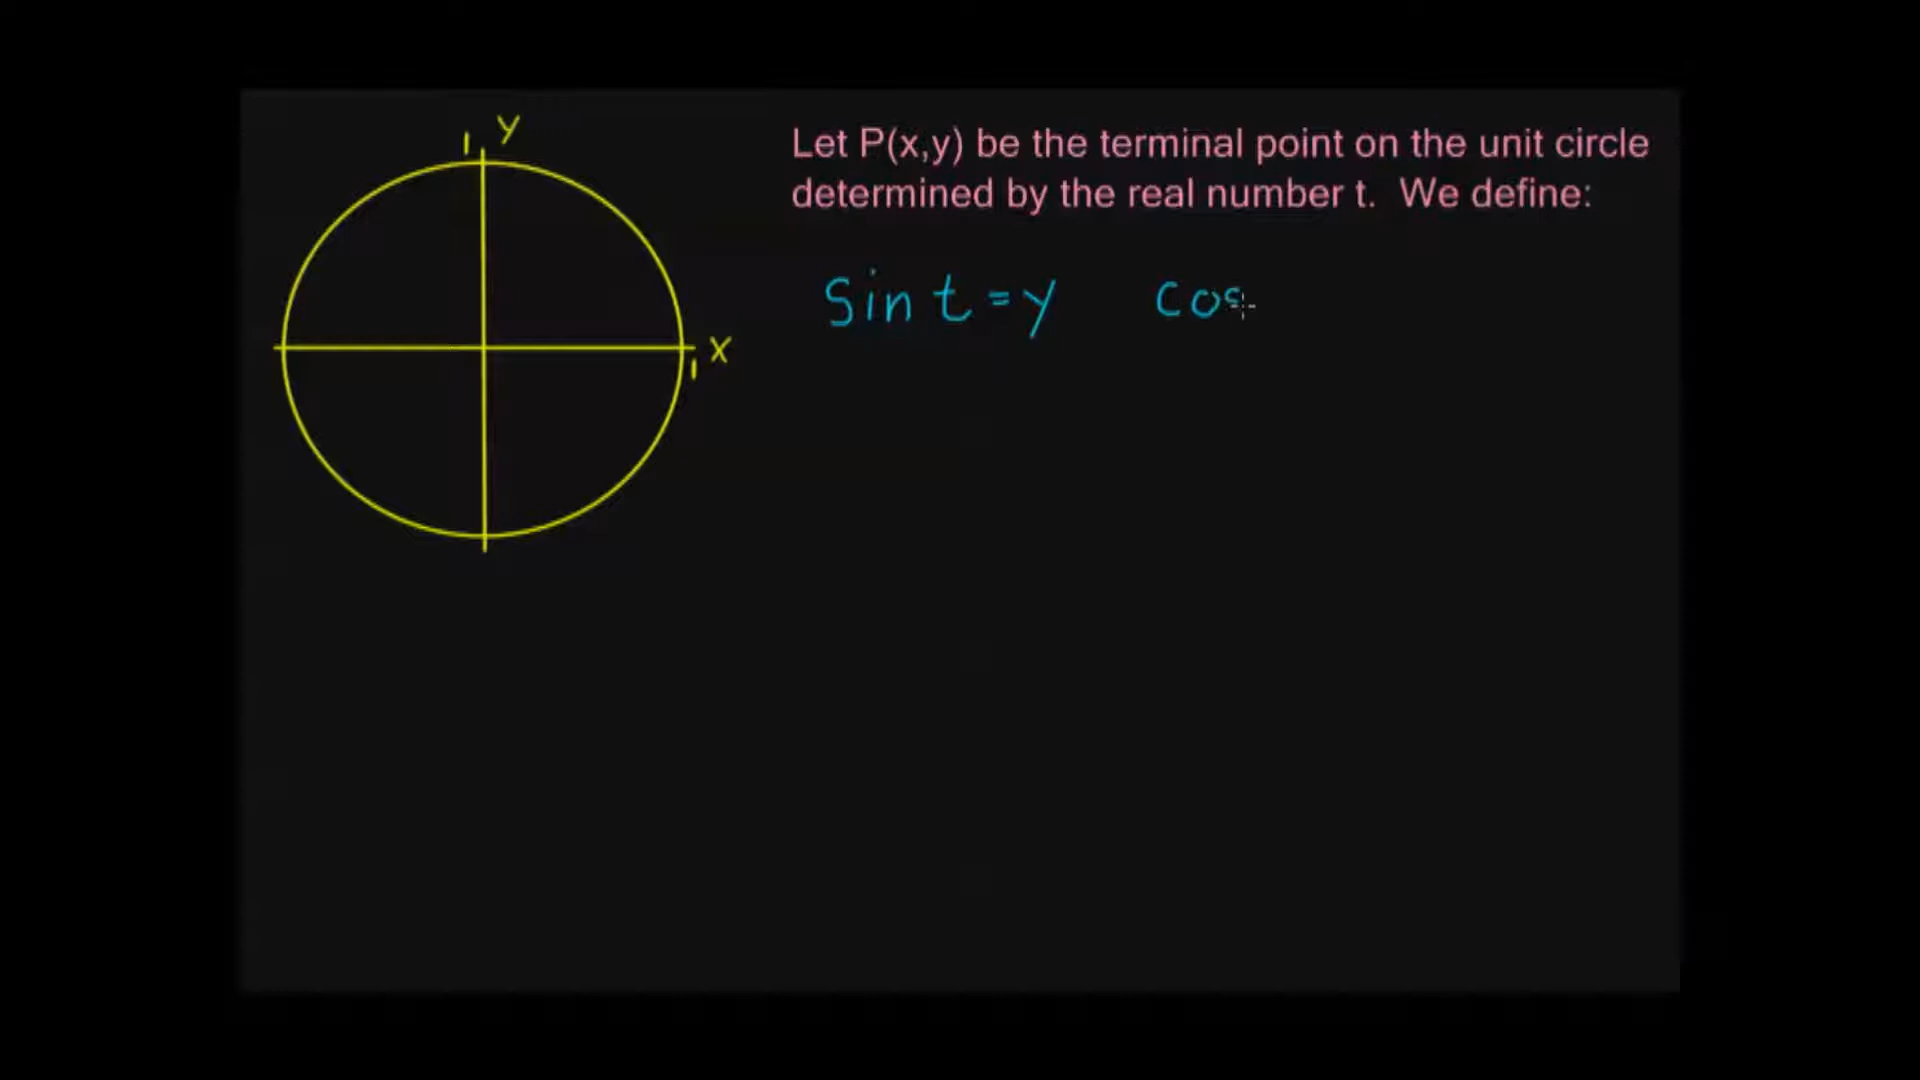 1 y
Let P(x,y) be the terminal point on the unit circle
determined by the real number t. We define:
Sin t = y cos
x
1